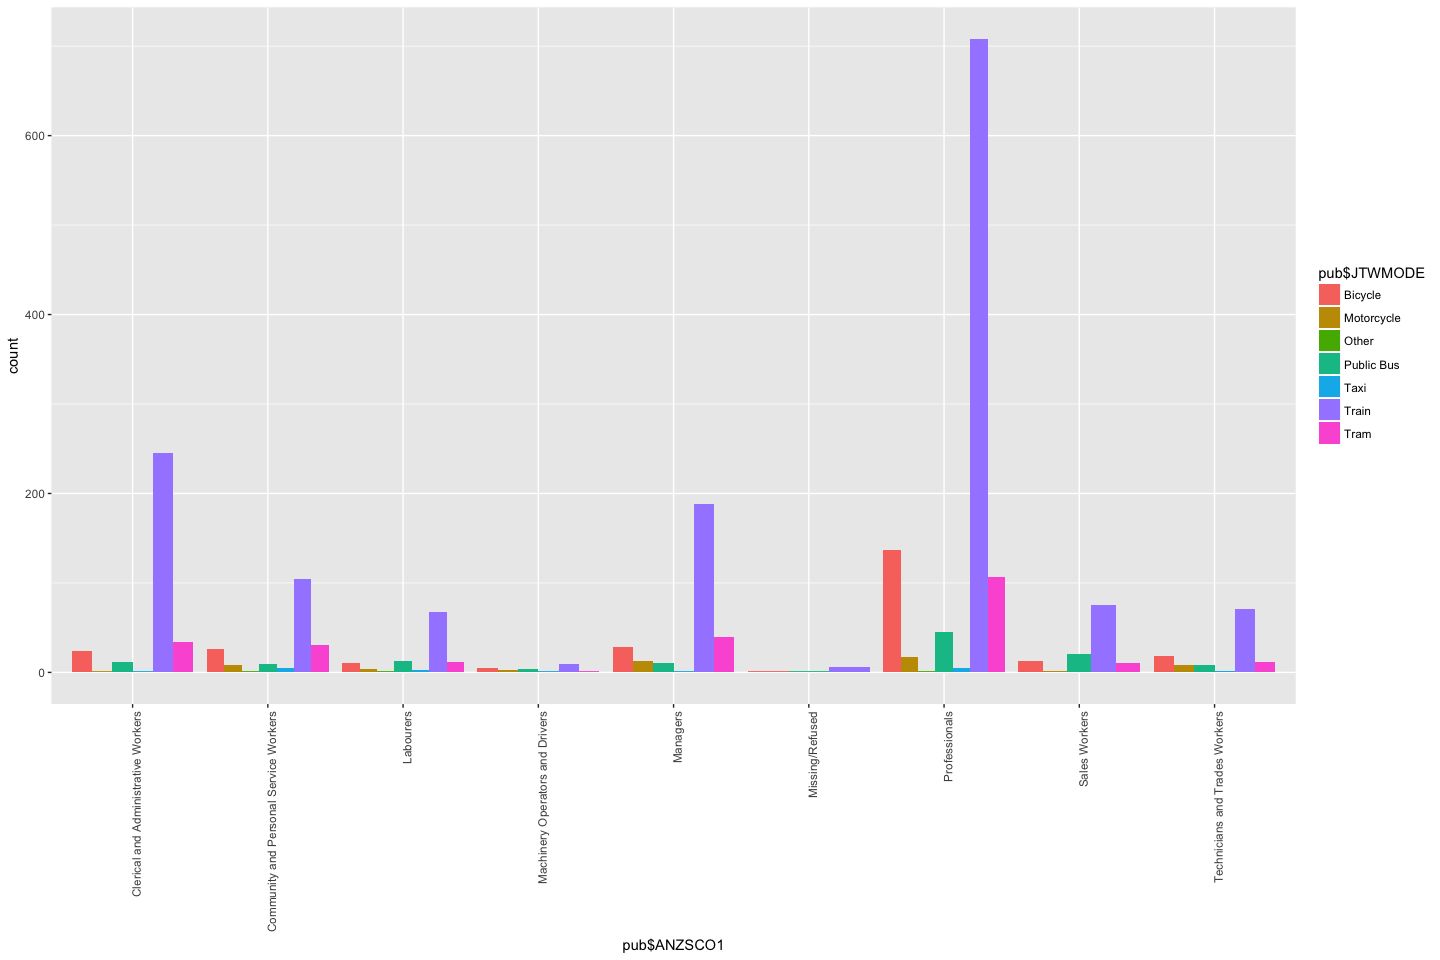 600
400
200
0
count
Clerical and Administrative Workers
Community and Personal Service Workers
Labourers
Machinery Operators and Drivers
Managers
Missing/Refused
Professionals
Sales Workers
Technicians and Trades Workers
pub$ANZSCO1
pub$JTWMODE
Bicycle
Motorcycle
Other
Public Bus
Taxi
Train
Tram